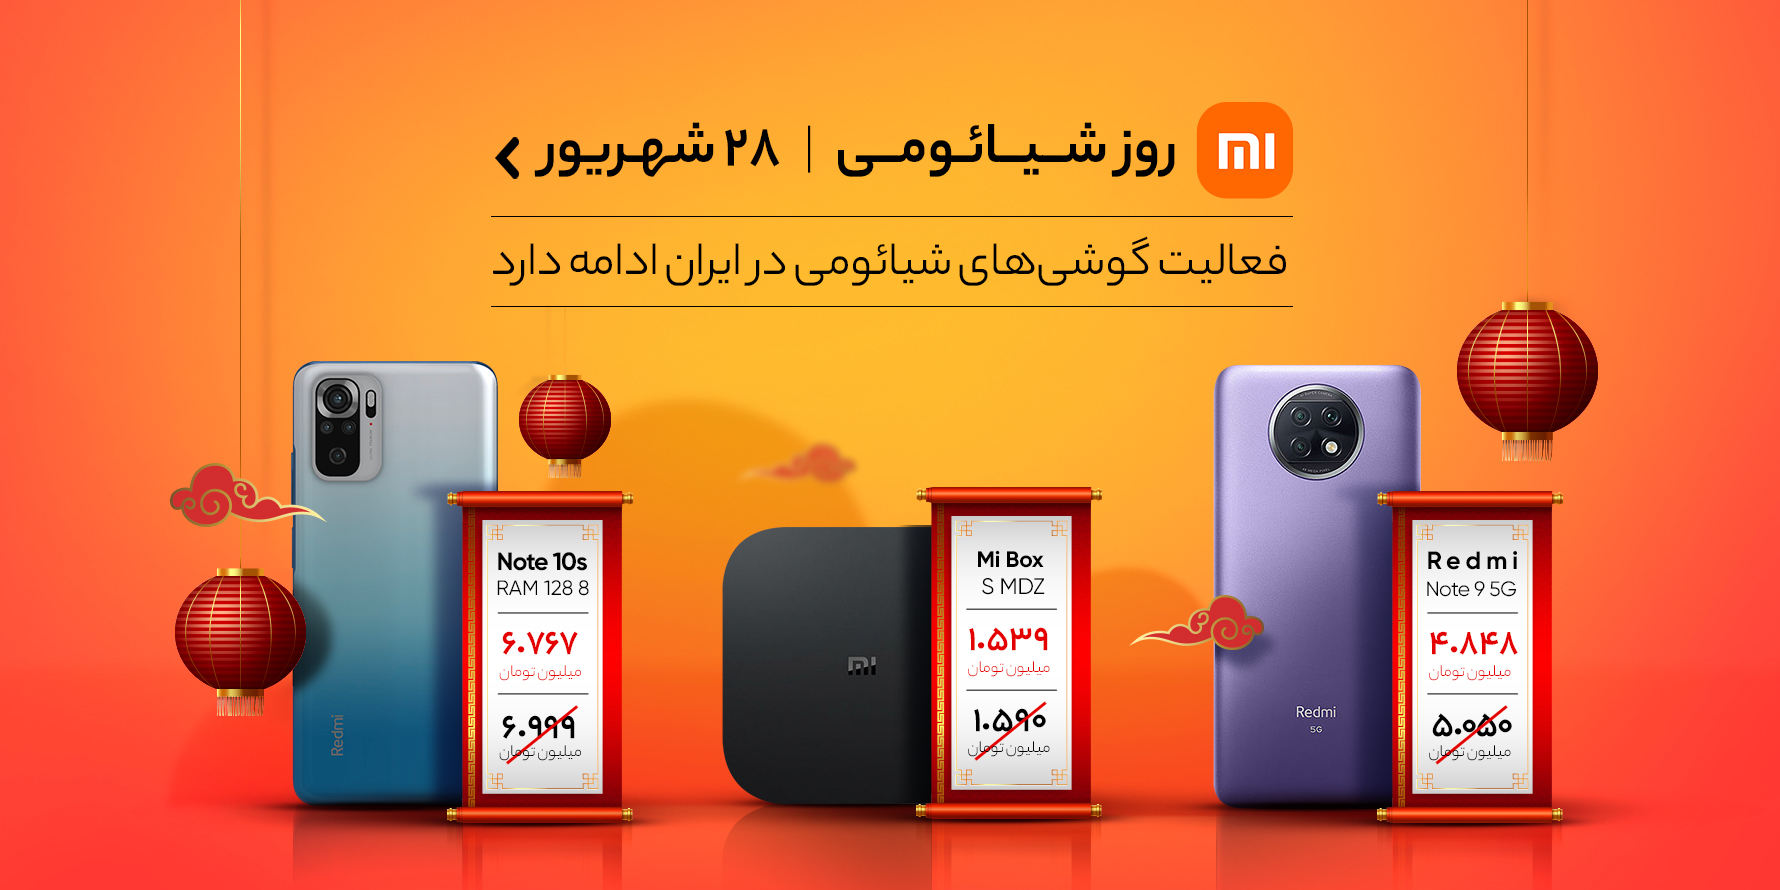 mi
روز شیائومی | ۲۸ شهریور
فعالیت گوشی‌های شیائومی در ایران ادامه دارد
Redmi
5G
Redmi
Note 9 5G
۴.۸۴۸
میلیون تومان
۵.۰۵۰
میلیون تومان
mi
Mi Box
S MDZ
۱.۵۳۹
میلیون تومان
۱.۵۹۰
میلیون تومان
Redmi
Note 10s
RAM 128 8
۶.۷۶۷
میلیون تومان
۶.۹۹۹
میلیون تومان